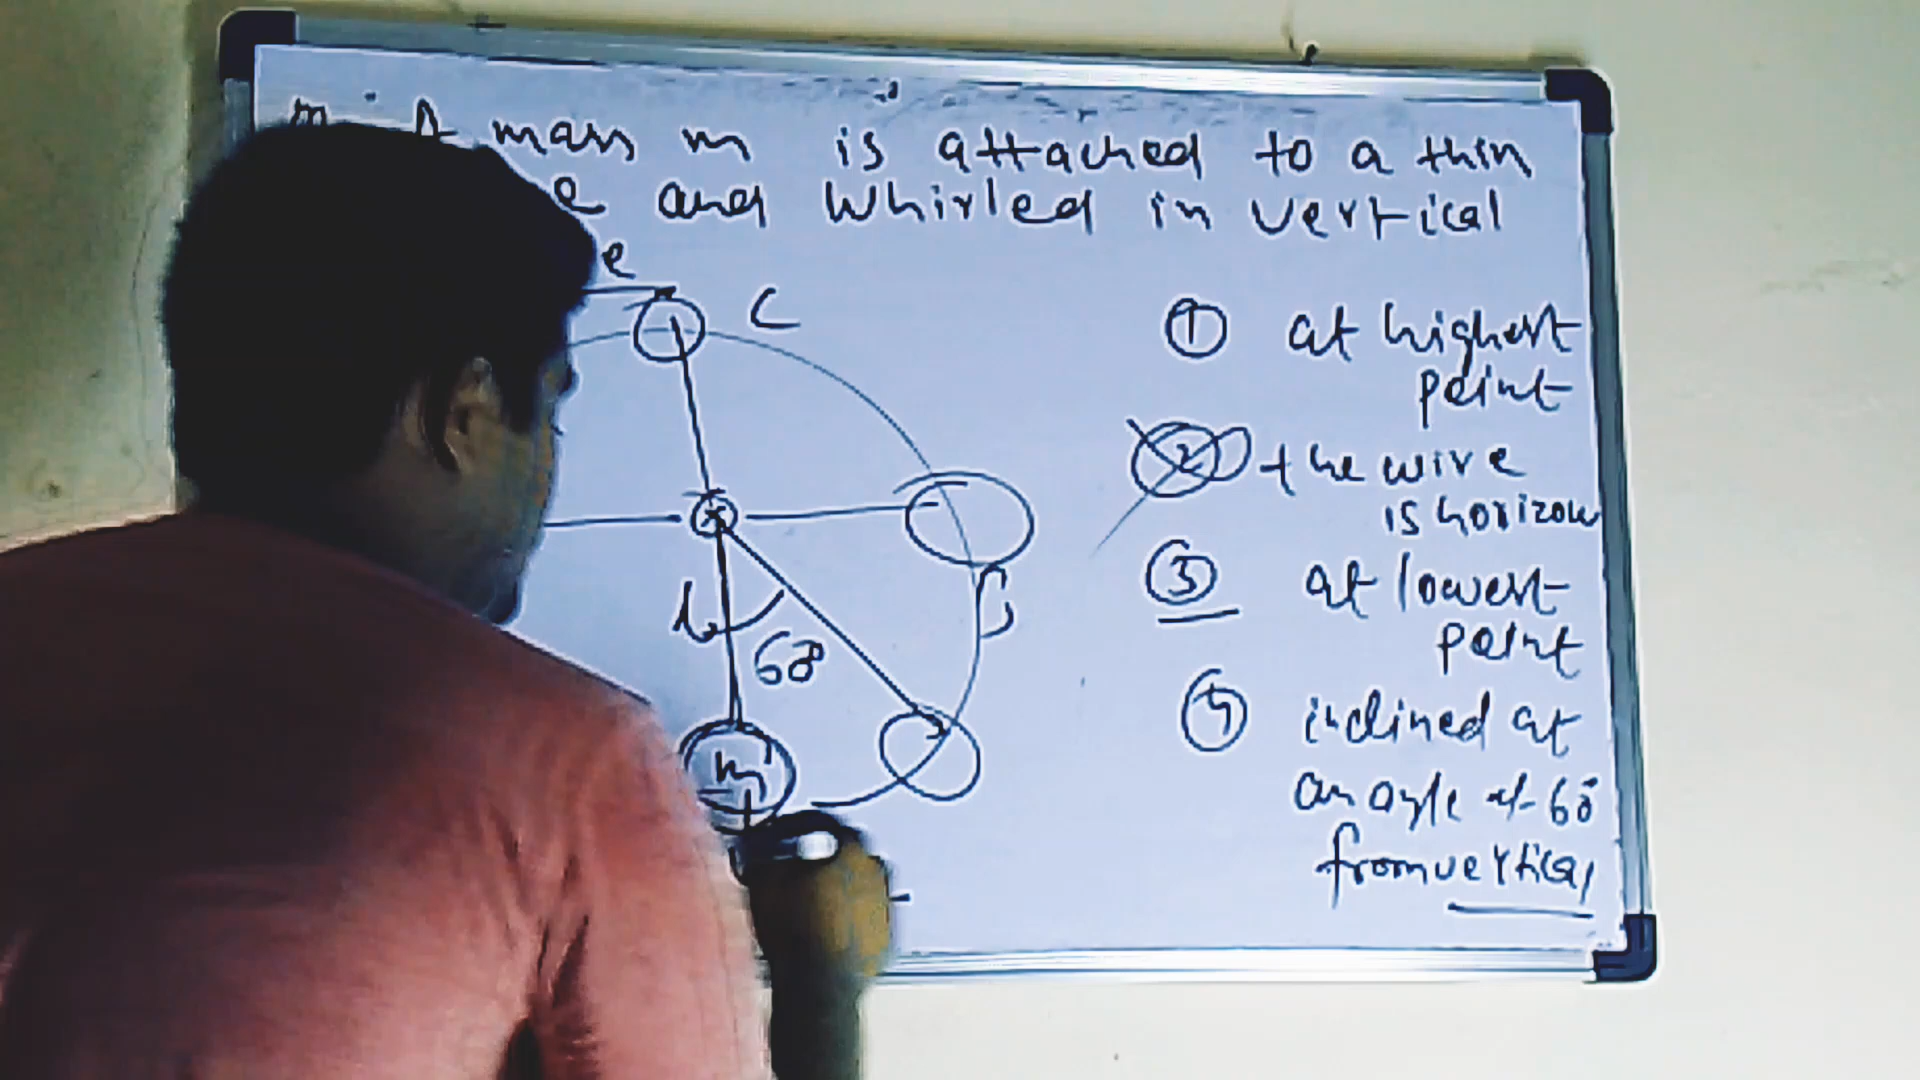 A mass m is attached to a thin
and whirled in vertical
C
① at highest
point
② the wire
is horizon
③ at lowest
point
④ inclined at
an angle of 60°
from vertical
B
l
60°
m